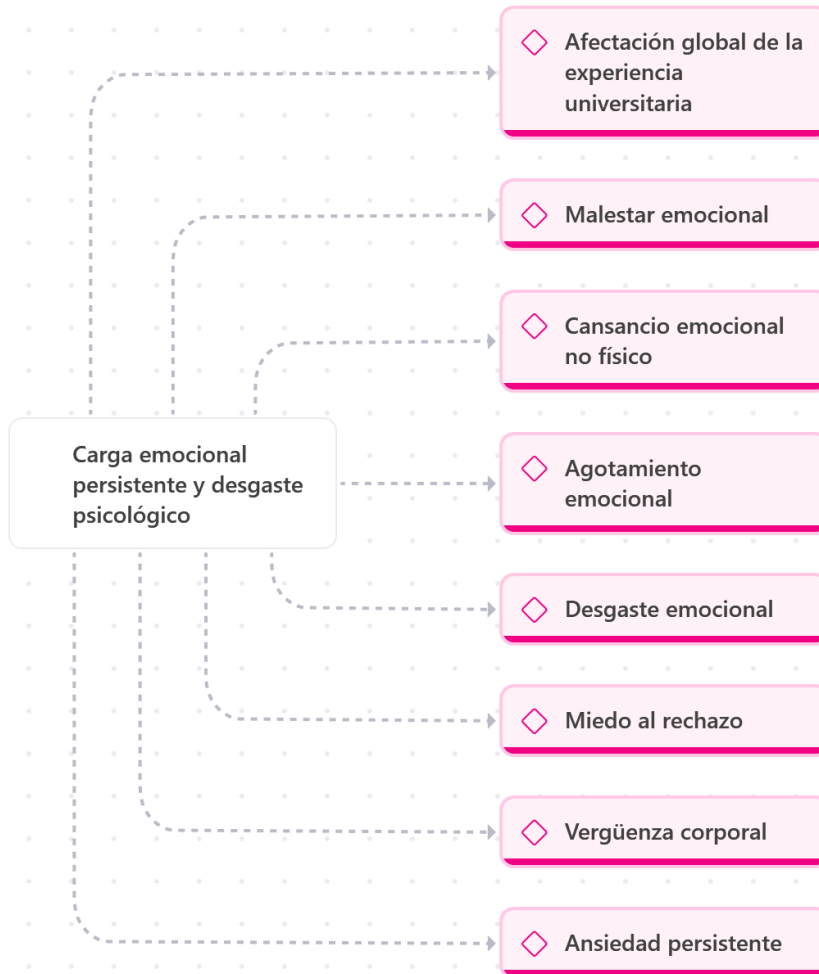 Afectación global de la
experiencia
universitaria
Malestar emocional
Cansancio emocional
no físico
Carga emocional
persistente y desgaste
psicológico
Agotamiento
emocional
Desgaste emocional
Miedo al rechazo
Vergüenza corporal
Ansiedad persistente